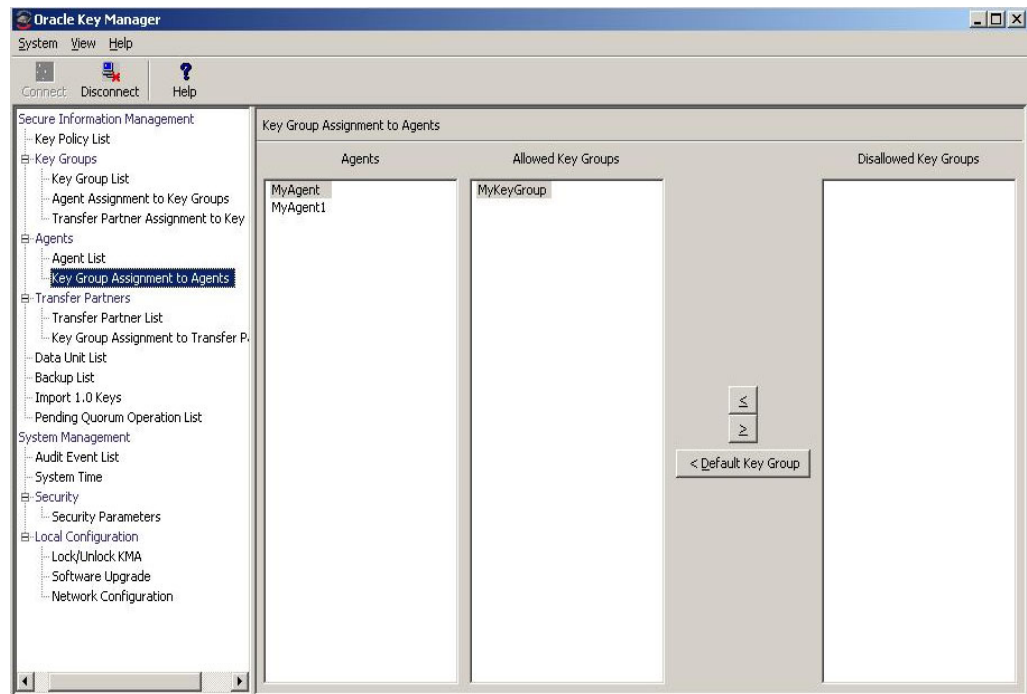 Oracle Key Manager
System View Help
Connect Disconnect Help
Secure Information Management
Key Policy List
Key Groups
Key Group List
Agent Assignment to Key Groups
Transfer Partner Assignment to Key
Agents
Agent List
Key Group Assignment to Agents
Transfer Partners
Transfer Partner List
Key Group Assignment to Transfer P
Data Unit List
Backup List
Import 1.0 Keys
Pending Quorum Operation List
System Management
Audit Event List
System Time
Security
Security Parameters
Local Configuration
Lock/Unlock KMA
Software Upgrade
Network Configuration
Key Group Assignment to Agents
Agents Allowed Key Groups Disallowed Key Groups
MyAgent MyKeyGroup
MyAgent1
<
>
< Default Key Group